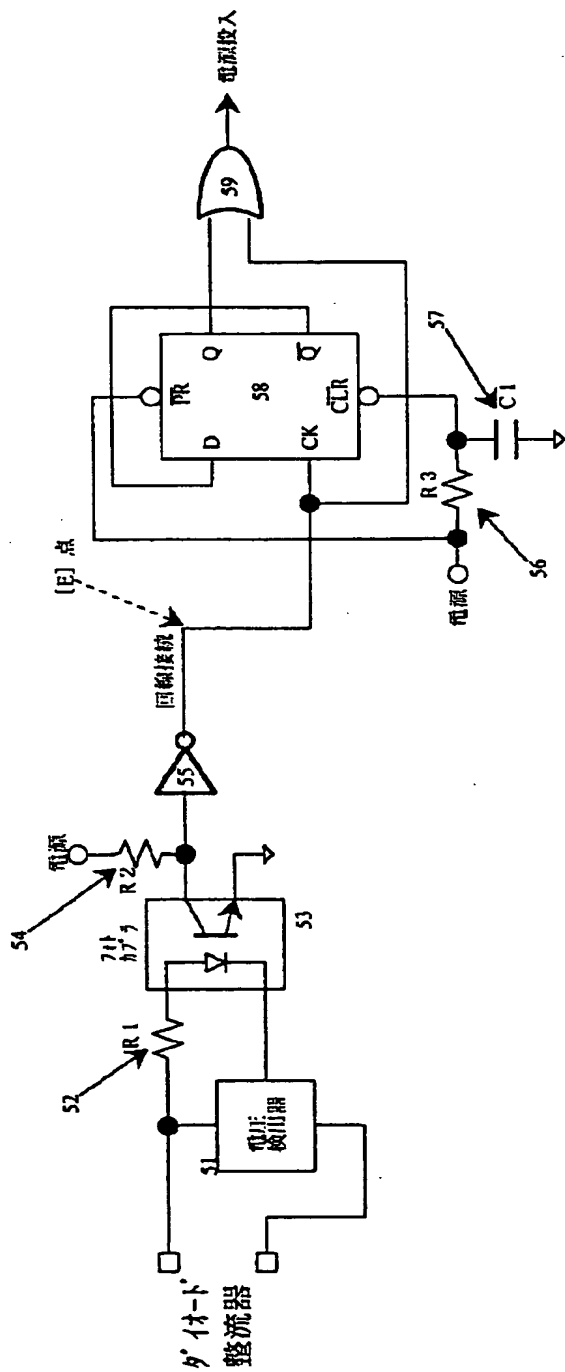 ダイオード
整流器
51
電圧
検出器
52
R1
フォト
カプラ
53
54
電源
R2
55
回線接続
[E] 点
PR
D
Q
58
CK
Q
CLR
電源
R3
56
C1
57
59
電源投入